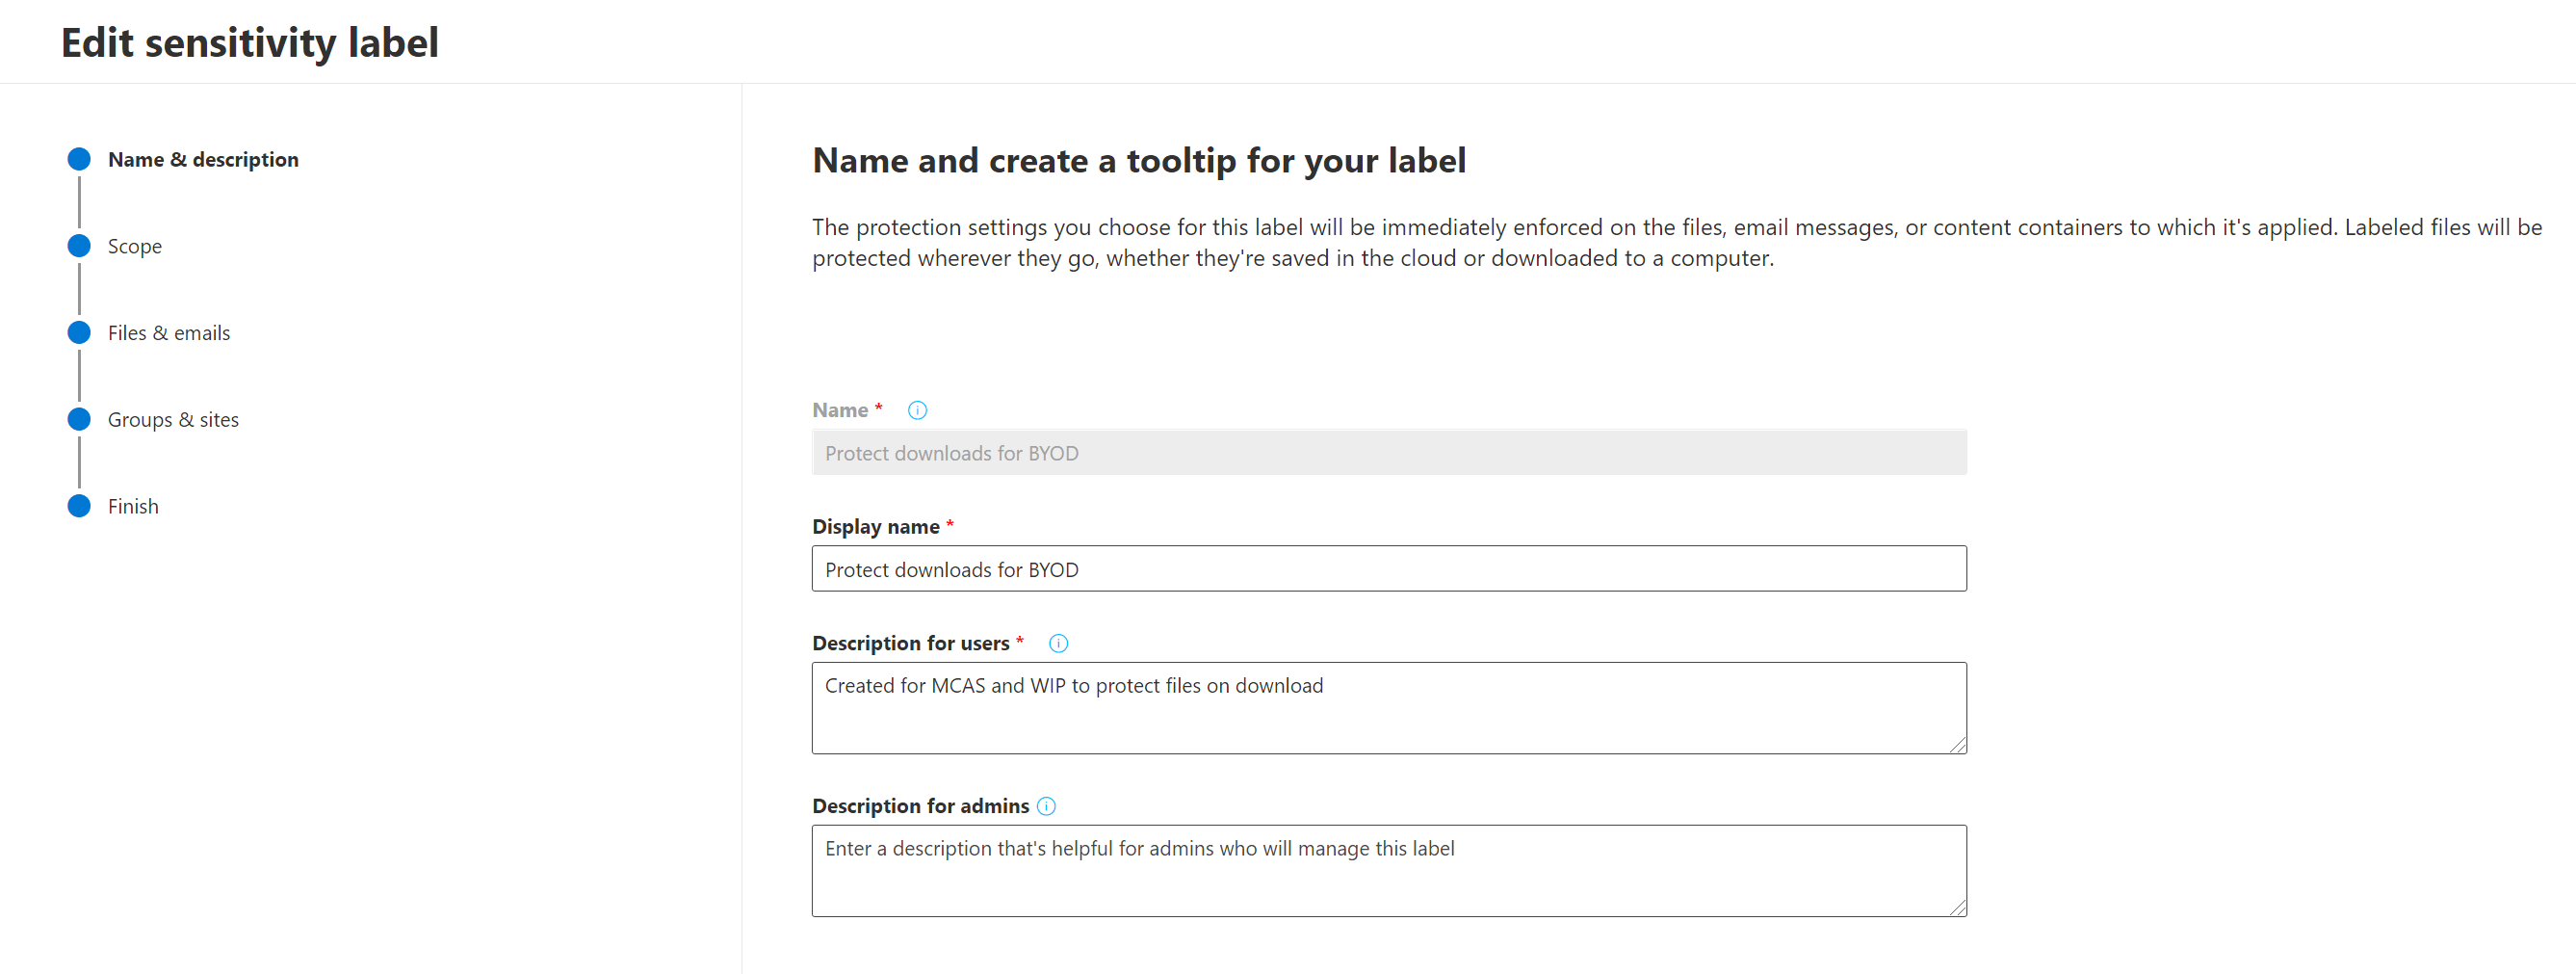 Edit sensitivity label
Name & description
Scope
Files & emails
Groups & sites
Finish
Name and create a tooltip for your label
The protection settings you choose for this label will be immediately enforced on the files, email messages, or content containers to which it's applied. Labeled files will be
protected wherever they go, whether they're saved in the cloud or downloaded to a computer.
Name *
Protect downloads for BYOD
Display name *
Protect downloads for BYOD
Description for users *
Created for MCAS and WIP to protect files on download
Description for admins
Enter a description that's helpful for admins who will manage this label